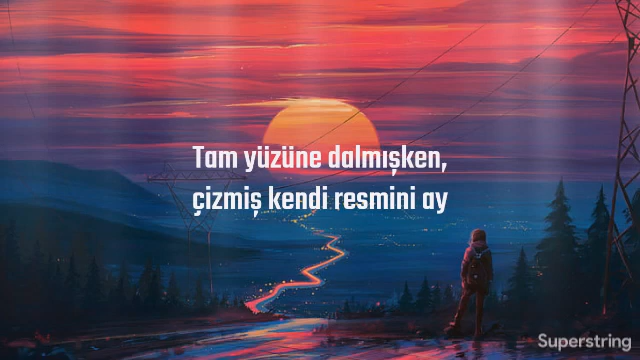 Tam yüzüne dalmışken,
çizmiş kendi resmini ay
Superstring